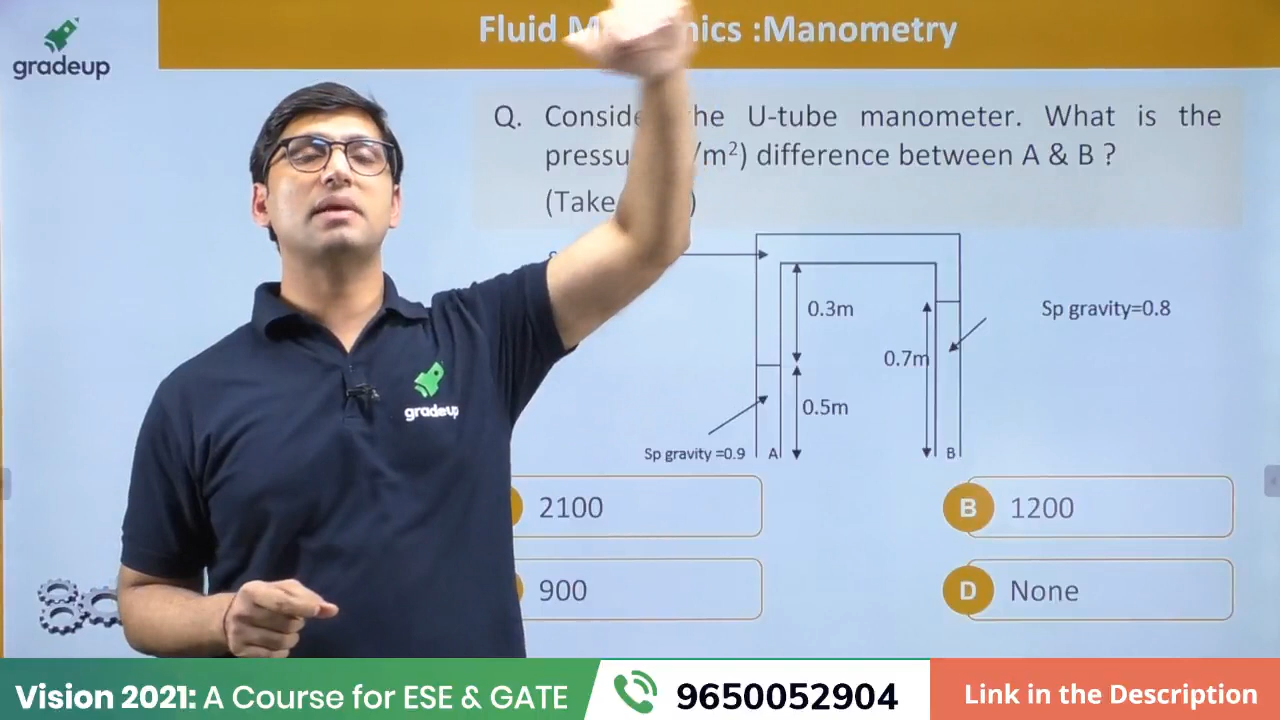 Fluid M nics :Manometry
gradeup
Q. Consid he U-tube manometer. What is the
pressu /m²) difference between A & B ?
(Take )
0.3m
Sp gravity=0.8
0.7m
0.5m
gradeup
Sp gravity =0.9 A
B
2100
B 1200
900
D None
Vision 2021: A Course for ESE & GATE
9650052904
Link in the Description